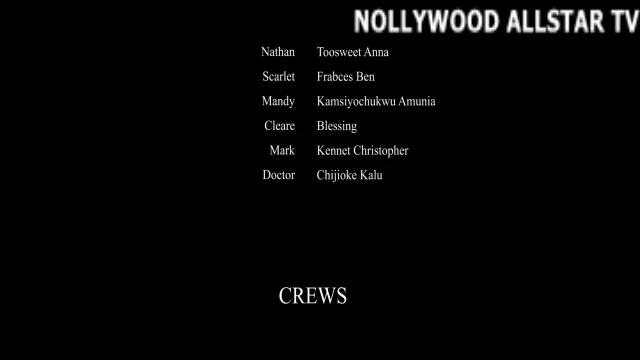 NOLLYWOOD ALLSTAR TV
Nathan Toosweet Anna
Scarlet Frabces Ben
Mandy Kamsiyochukwu Amunia
Cleare Blessing
Mark Kennet Christopher
Doctor Chijioke Kalu
CREWS